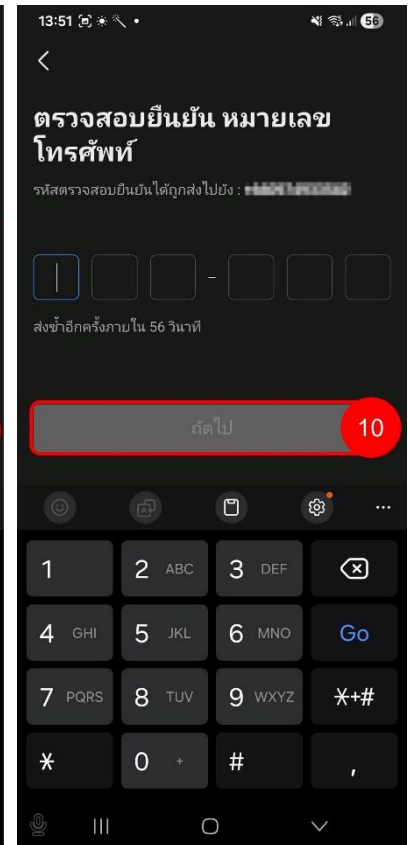 13:51
56
ตรวจสอบยืนยัน หมายเลข
โทรศัพท์
รหัสตรวจสอบยืนยันได้ถูกส่งไปยัง :
-
ส่งซ้ำอีกครั้งภายใน 56 วินาที
ถัดไป 10
1 2 ABC 3 DEF
4 GHI 5 JKL 6 MNO Go
7 PQRS 8 TUV 9 WXYZ *+#
* 0 + # ,